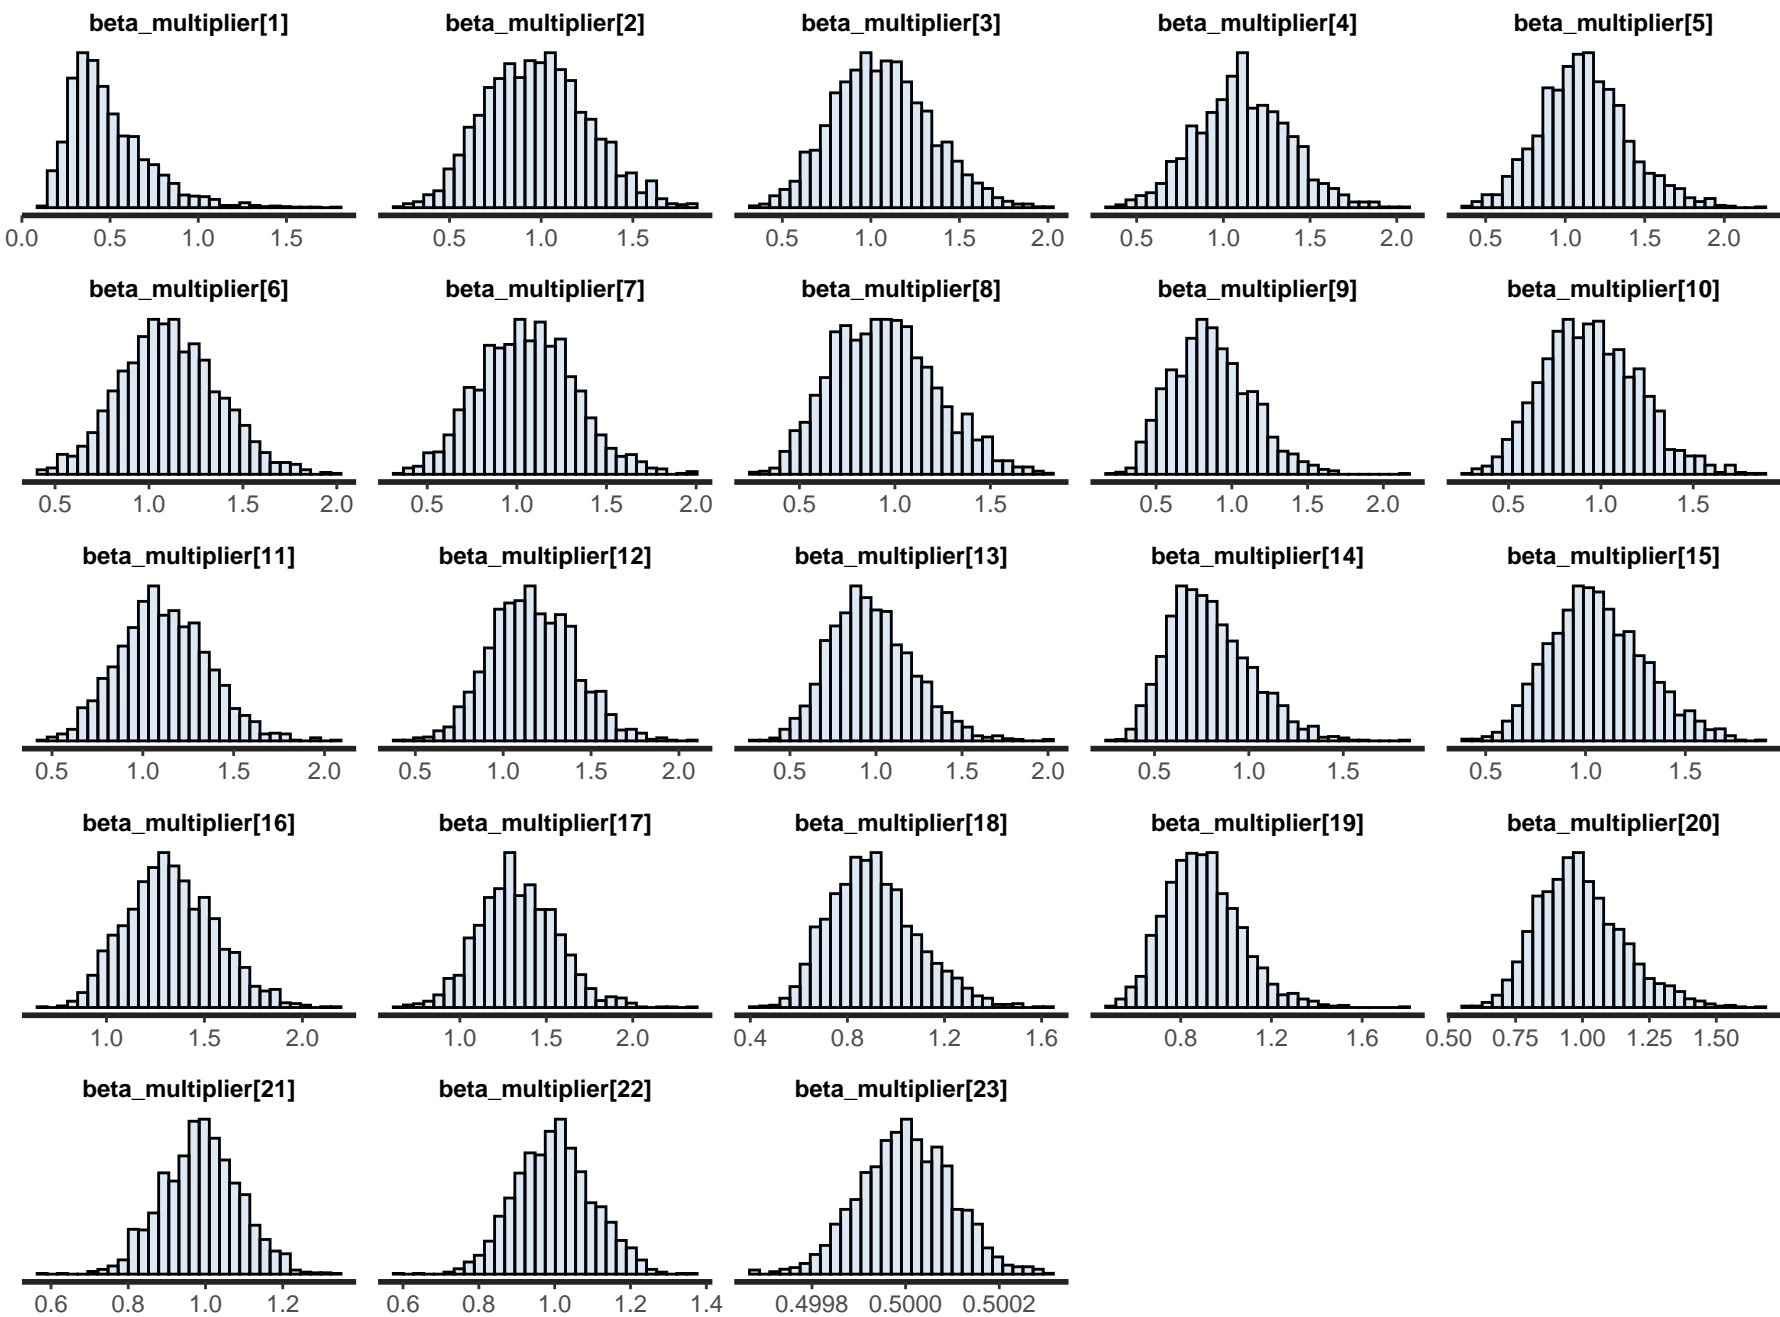 beta_multiplier[1] beta_multiplier[2] beta_multiplier[3] beta_multiplier[4] beta_multiplier[5]
0.0 0.5 1.0 1.5 0.5 1.0 1.5 0.5 1.0 1.5 2.0 0.5 1.0 1.5 2.0 0.5 1.0 1.5 2.0
beta_multiplier[6] beta_multiplier[7] beta_multiplier[8] beta_multiplier[9] beta_multiplier[10]
0.5 1.0 1.5 2.0 0.5 1.0 1.5 2.0 0.5 1.0 1.5 0.5 1.0 1.5 2.0 0.5 1.0 1.5
beta_multiplier[11] beta_multiplier[12] beta_multiplier[13] beta_multiplier[14] beta_multiplier[15]
0.5 1.0 1.5 2.0 0.5 1.0 1.5 2.0 0.5 1.0 1.5 2.0 0.5 1.0 1.5 0.5 1.0 1.5
beta_multiplier[16] beta_multiplier[17] beta_multiplier[18] beta_multiplier[19] beta_multiplier[20]
1.0 1.5 2.0 1.0 1.5 2.0 0.4 0.8 1.2 1.6 0.8 1.2 1.6 0.50 0.75 1.00 1.25 1.50
beta_multiplier[21] beta_multiplier[22] beta_multiplier[23]
0.6 0.8 1.0 1.2 0.6 0.8 1.0 1.2 1.4 0.4998 0.5000 0.5002